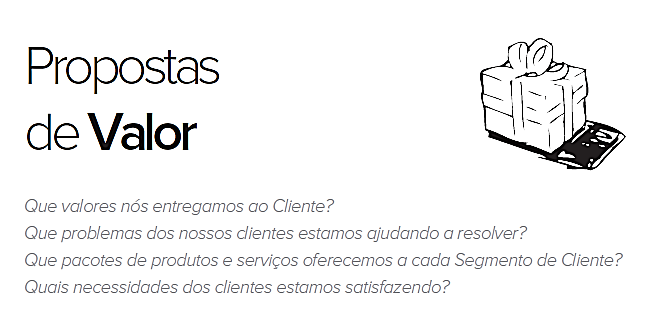 Propostas
de Valor
Que valores nós entregamos ao Cliente?
Que problemas dos nossos clientes estamos ajudando a resolver?
Que pacotes de produtos e serviços oferecemos a cada Segmento de Cliente?
Quais necessidades dos clientes estamos satisfazendo?